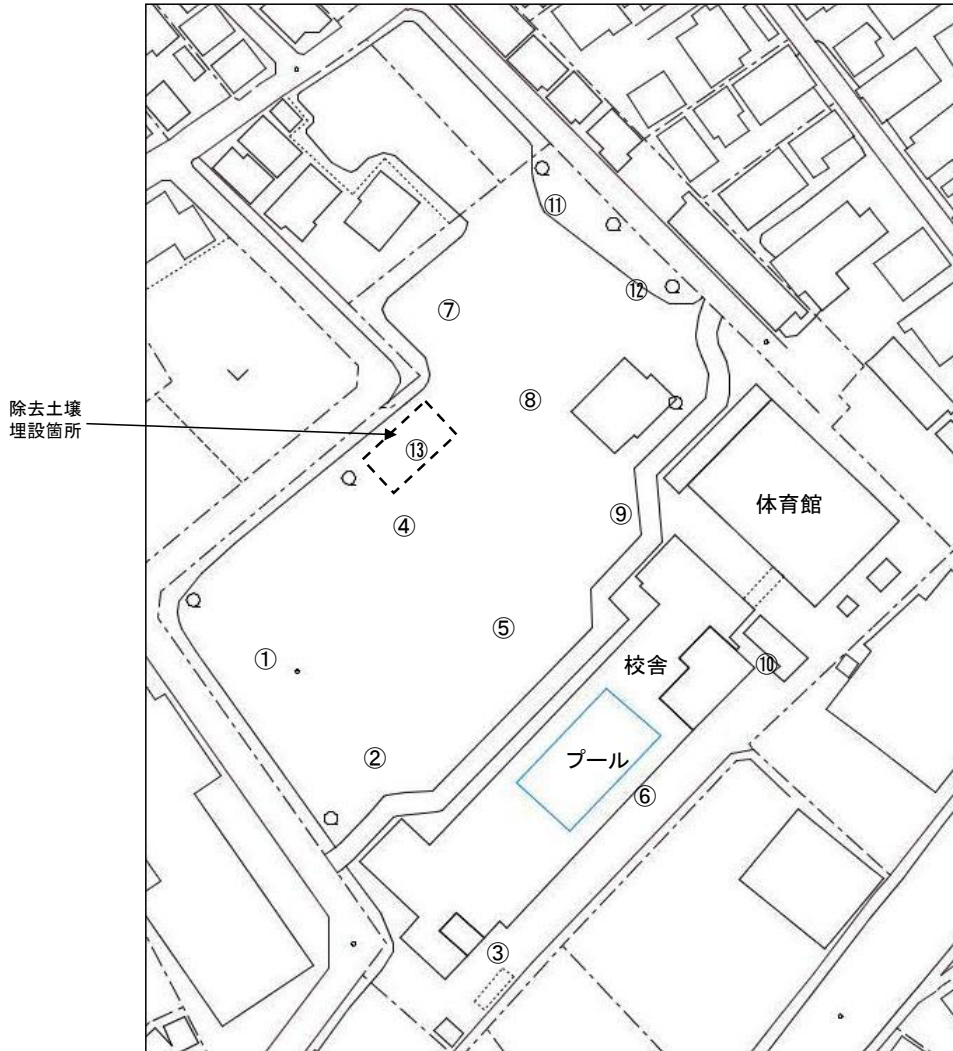 ⑪
⑫
⑦
⑧
除去土壌
埋設箇所
⑬
体育館
⑨
④
⑤
①
校舎
⑩
②
プール
⑥
③